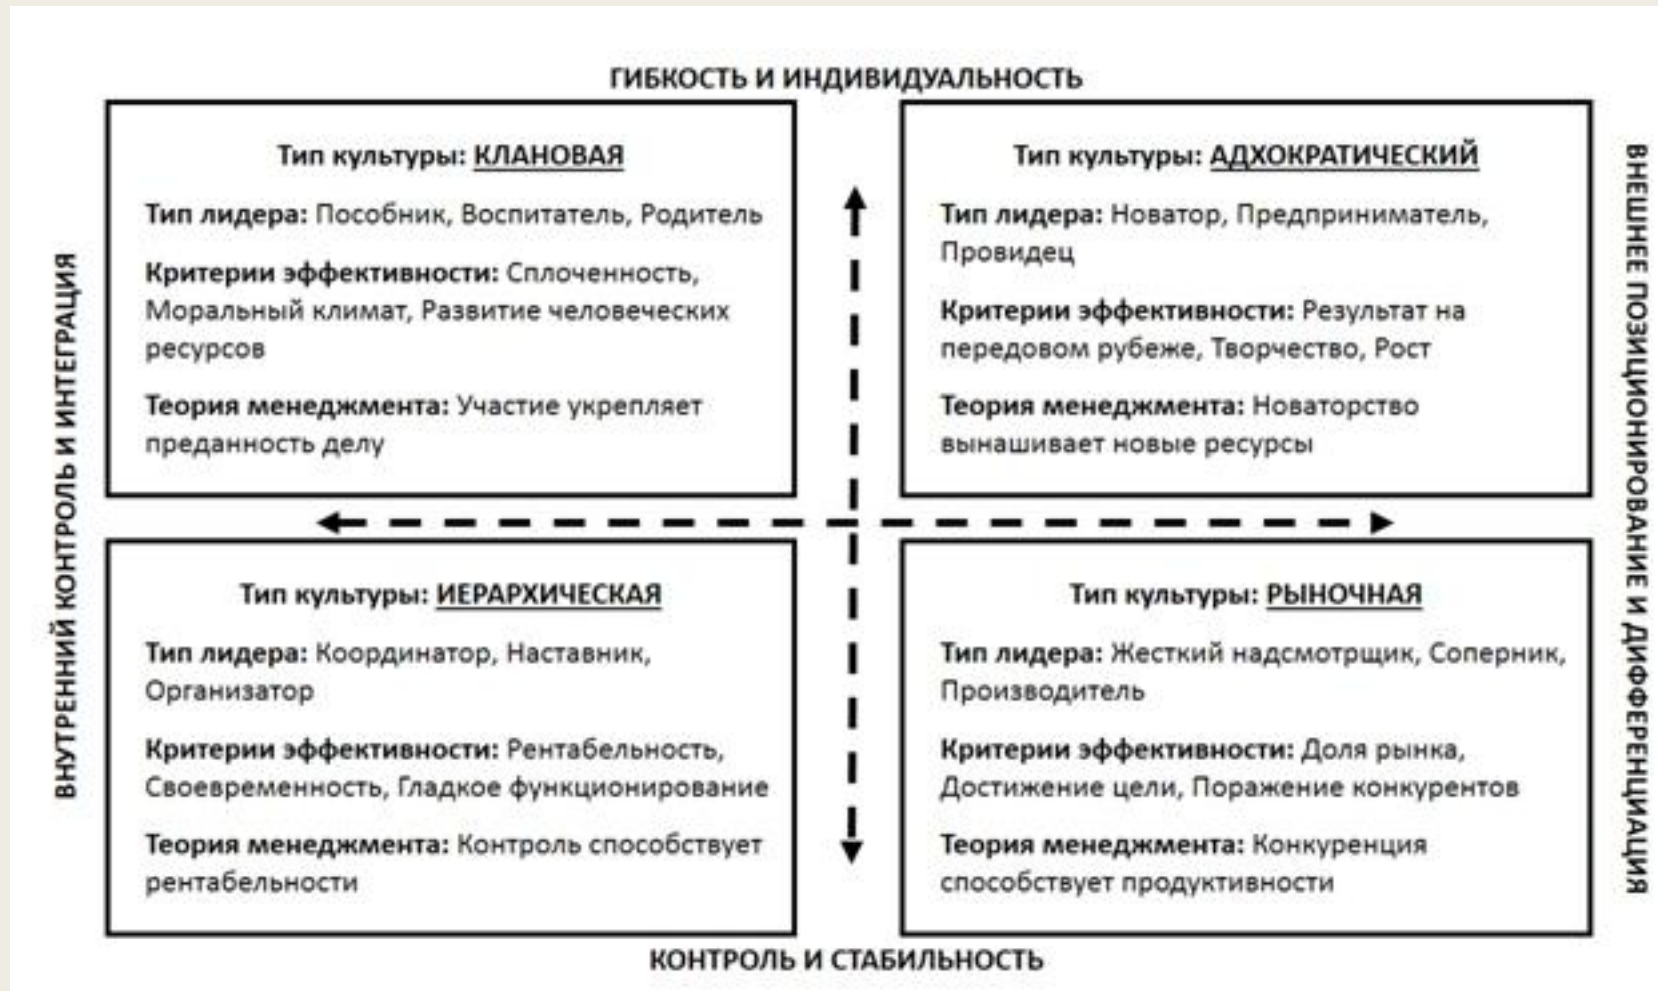 ГИБКОСТЬ И ИНДИВИДУАЛЬНОСТЬ
ВНУТРЕННИЙ КОНТРОЛЬ И ИНТЕГРАЦИЯ
Тип культуры: КЛАНОВАЯ
Тип лидера: Пособник, Воспитатель, Родитель
Критерии эффективности: Сплоченность,
Моральный климат, Развитие человеческих
ресурсов
Теория менеджмента: Участие укрепляет
преданность делу
Тип культуры: АДХОКРАТИЧЕСКИЙ
Тип лидера: Новатор, Предприниматель,
Провидец
Критерии эффективности: Результат на
передовом рубеже, Творчество, Рост
Теория менеджмента: Новаторство
вынашивает новые ресурсы
ВНЕШНЕЕ ПОЗИЦИОНИРОВАНИЕ И ДИФФЕРЕНЦИАЦИЯ
Тип культуры: ИЕРАРХИЧЕСКАЯ
Тип лидера: Координатор, Наставник,
Организатор
Критерии эффективности: Рентабельность,
Своевременность, Гладкое функционирование
Теория менеджмента: Контроль способствует
рентабельности
Тип культуры: РЫНОЧНАЯ
Тип лидера: Жесткий надсмотрщик, Соперник,
Производитель
Критерии эффективности: Доля рынка,
Достижение цели, Поражение конкурентов
Теория менеджмента: Конкуренция
способствует продуктивности
КОНТРОЛЬ И СТАБИЛЬНОСТЬ